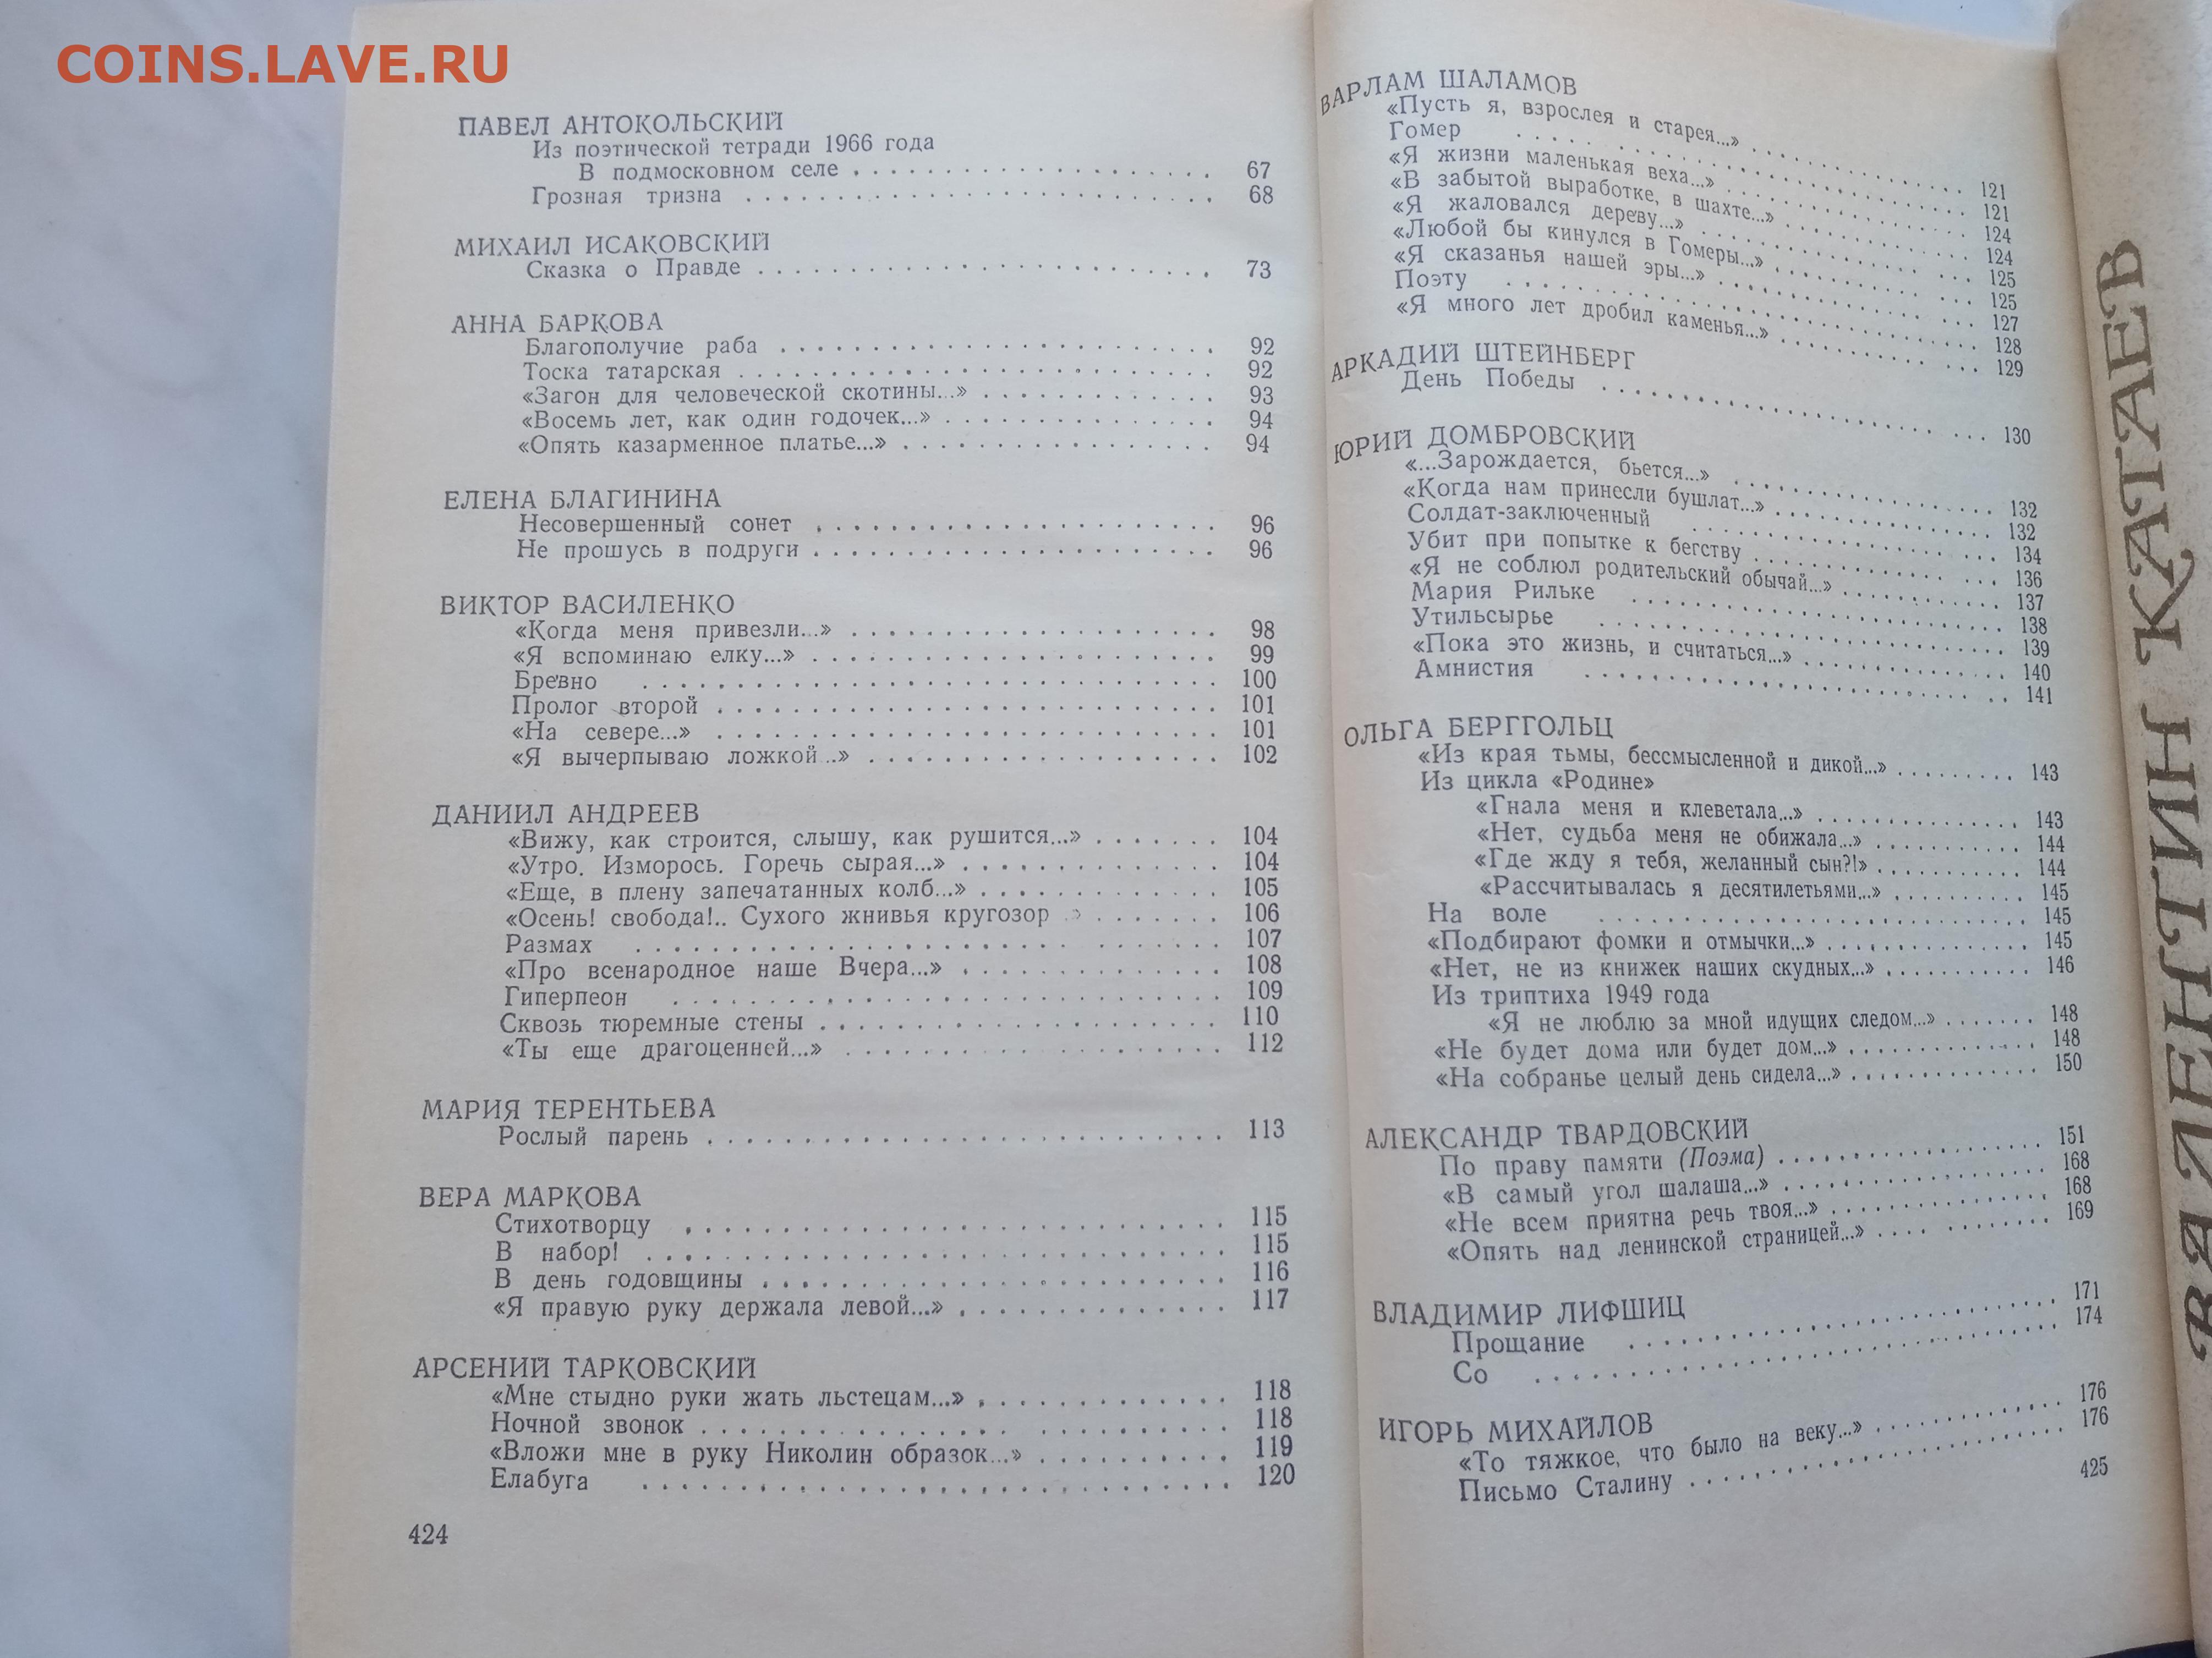 COINS.LAVE.RU
ПАВЕЛ АНТОКОЛЬСКИЙ
Из поэтической тетради 1966 года
В подмосковном селе . . . . . . . . . . 67
Грозная тризна . . . . . . . . . . 68
МИХАИЛ ИСАКОВСКИЙ
Сказка о Правде . . . . . . . . . . 73
АННА БАРКОВА
Благополучие раба . . . . . . . . . . 92
Тоска татарская . . . . . . . . . . 92
«Загон для человеческой скотины...» . . . . . . . . . . 93
«Восемь лет, как один годочек...» . . . . . . . . . . 94
«Опять казарменное платье...» . . . . . . . . . . 94
ЕЛЕНА БЛАГИНИНА
Несовершенный сонет . . . . . . . . . . 96
Не прошусь в подруги . . . . . . . . . . 96
ВИКТОР ВАСИЛЕНКО
«Когда меня привезли...» . . . . . . . . . . 98
«Я вспоминаю елку...» . . . . . . . . . . 99
Бревно . . . . . . . . . . 100
Пролог второй . . . . . . . . . . 101
«На севере...» . . . . . . . . . . 101
«Я вычерпываю ложкой...» . . . . . . . . . . 102
ДАНИИЛ АНДРЕЕВ
«Вижу, как строится, слышу, как рушится...» . . . . . . . 104
«Утро. Изморось. Горечь сырая...» . . . . . . . . . . 104
«Еще, в плену запечатанных колб...» . . . . . . . . . . 105
«Осень! свобода!.. Сухого жнивья кругозор . . . . . . . 106
Размах . . . . . . . . . . 107
«Про всенародное наше Вчера...» . . . . . . . . . . 108
Гиперпеон . . . . . . . . . . 109
Сквозь тюремные стены . . . . . . . . . . 110
«Ты еще драгоценней...» . . . . . . . . . . 112
МАРИЯ ТЕРЕНТЬЕВА
Рослый парень . . . . . . . . . . 113
ВЕРА МАРКОВА
Стихотворцу . . . . . . . . . . 115
В набор! . . . . . . . . . . 115
В день годовщины . . . . . . . . . . 116
«Я правую руку держала левой...» . . . . . . . . . . 117
АРСЕНИЙ ТАРКОВСКИЙ
«Мне стыдно руки жать льстецам...» . . . . . . . . . . 118
Ночной звонок . . . . . . . . . . 118
«Вложи мне в руку Николин образок...» . . . . . . . . . 119
Елабуга . . . . . . . . . . 120
424
ВАРЛАМ ШАЛАМОВ
«Пусть я, взрослея и старея...» . . . . . . . . . . 121
Гомер . . . . . . . . . . 121
«Я жизни маленькая веха...» . . . . . . . . . . 124
«В забытой выработке, в шахте...» . . . . . . . . . . 124
«Я жаловался дереву...» . . . . . . . . . . 125
«Любой бы кинулся в Гомеры...» . . . . . . . . . . 125
«Я сказанья нашей эры...» . . . . . . . . . . 127
Поэту . . . . . . . . . . 128
«Я много лет дробил каменья...» . . . . . . . . . . 129
АРКАДИЙ ШТЕЙНБЕРГ
День Победы . . . . . . . . . . 130
ЮРИЙ ДОМБРОВСКИЙ
«...Зарождается, бьется...» . . . . . . . . . . 132
«Когда нам принесли бушлат...» . . . . . . . . . . 132
Солдат-заключенный . . . . . . . . . . 134
Убит при попытке к бегству . . . . . . . . . . 136
«Я не соблюл родительский обычай...» . . . . . . . . . . 137
Мария Рильке . . . . . . . . . . 138
Утильсырье . . . . . . . . . . 139
«Пока это жизнь, и считаться...» . . . . . . . . . . 140
Амнистия . . . . . . . . . . 141
ОЛЬГА БЕРГГОЛЬЦ
«Из края тьмы, бессмысленной и дикой...» . . . . . . . . . 143
Из цикла «Родине»
«Гнала меня и клеветала...» . . . . . . . . . . 143
«Нет, судьба меня не обижала...» . . . . . . . . . . 144
«Где жду я тебя, желанный сын?!» . . . . . . . . . . 144
«Рассчитывалась я десятилетьями...» . . . . . . . . . . 145
На воле . . . . . . . . . . 145
«Подбирают фомки и отмычки...» . . . . . . . . . . 145
«Нет, не из книжек наших скудных...» . . . . . . . . . . 146
Из триптиха 1949 года
«Я не люблю за мной идущих следом...» . . . . . . . 148
«Не будет дома или будет дом...» . . . . . . . . . . 148
«На собранье целый день сидела...» . . . . . . . . . . 150
АЛЕКСАНДР ТВАРДОВСКИЙ
По праву памяти (Поэма) . . . . . . . . . . 151
«В самый угол шалаша...» . . . . . . . . . . 168
«Не всем приятна речь твоя...» . . . . . . . . . . 168
«Опять над ленинской страницей...» . . . . . . . . . . 169
ВЛАДИМИР ЛИФШИЦ
Прощание . . . . . . . . . . 171
Со . . . . . . . . . . 174
ИГОРЬ МИХАЙЛОВ
«То тяжкое, что было на веку...» . . . . . . . . . . 176
Письмо Сталину . . . . . . . . . . 176
425
ВАЛЕНТИН КАТАЕВ